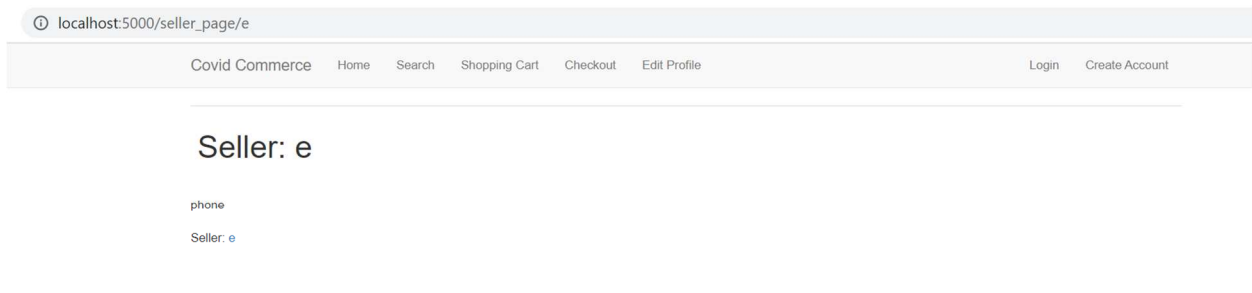 localhost:5000/seller_page/e
Covid Commerce Home Search Shopping Cart Checkout Edit Profile Login Create Account
Seller: e
phone
Seller: e